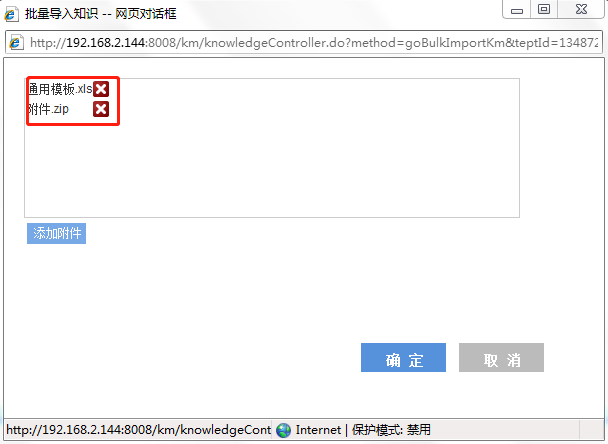 批量导入知识 -- 网页对话框
http://192.168.2.144:8008/km/knowledgeController.do?method=goBulkImportKm&teptId=134872
通用模板.xls
附件.zip
添加附件
确 定
取 消
http://192.168.2.144:8008/km/knowledgeCont
Internet | 保护模式: 禁用